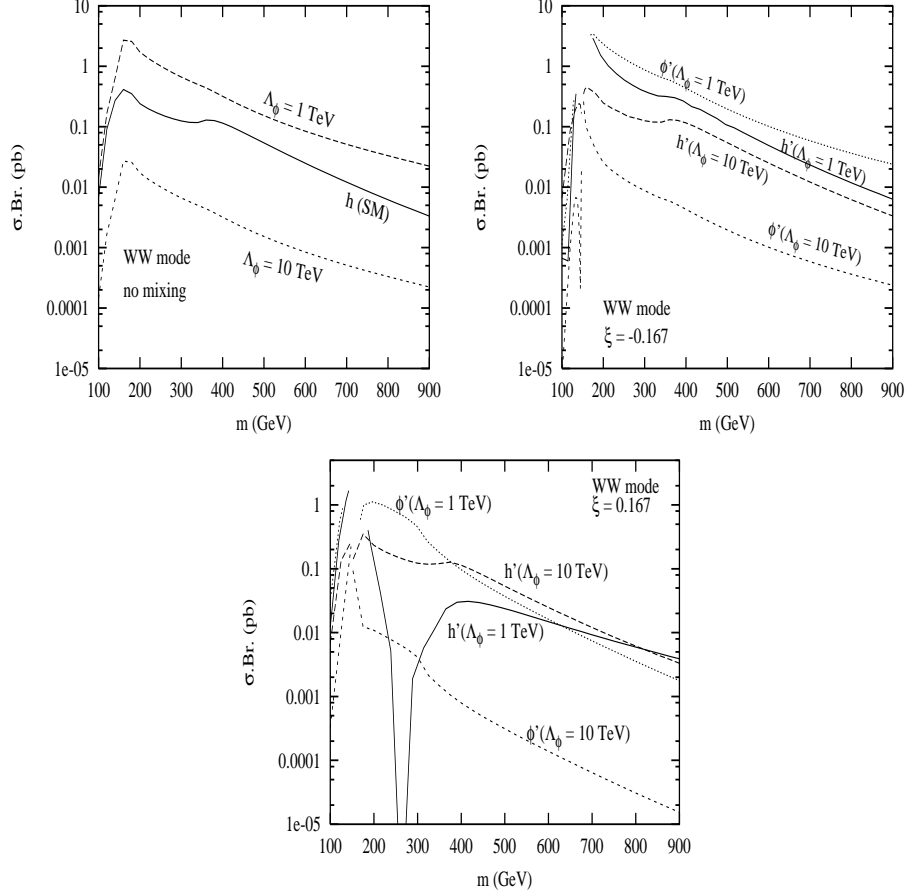 10
1
0.1
0.01
0.001
0.0001
1e-05
σ.Br. (pb)
Λϕ = 1 TeV
h (SM)
Λϕ = 10 TeV
WW mode
no mixing
100 200 300 400 500 600 700 800 900
m (GeV)
10
1
0.1
0.01
0.001
0.0001
1e-05
σ.Br. (pb)
ϕ'(Λϕ = 1 TeV)
h'(Λϕ = 1 TeV)
h'(Λϕ = 10 TeV)
ϕ'(Λϕ = 10 TeV)
WW mode
ξ = -0.167
100 200 300 400 500 600 700 800 900
m (GeV)
1
0.1
0.01
0.001
0.0001
1e-05
σ.Br. (pb)
WW mode
ξ = 0.167
ϕ'(Λϕ = 1 TeV)
h'(Λϕ = 10 TeV)
h'(Λϕ = 1 TeV)
ϕ'(Λϕ = 10 TeV)
100 200 300 400 500 600 700 800 900
m (GeV)